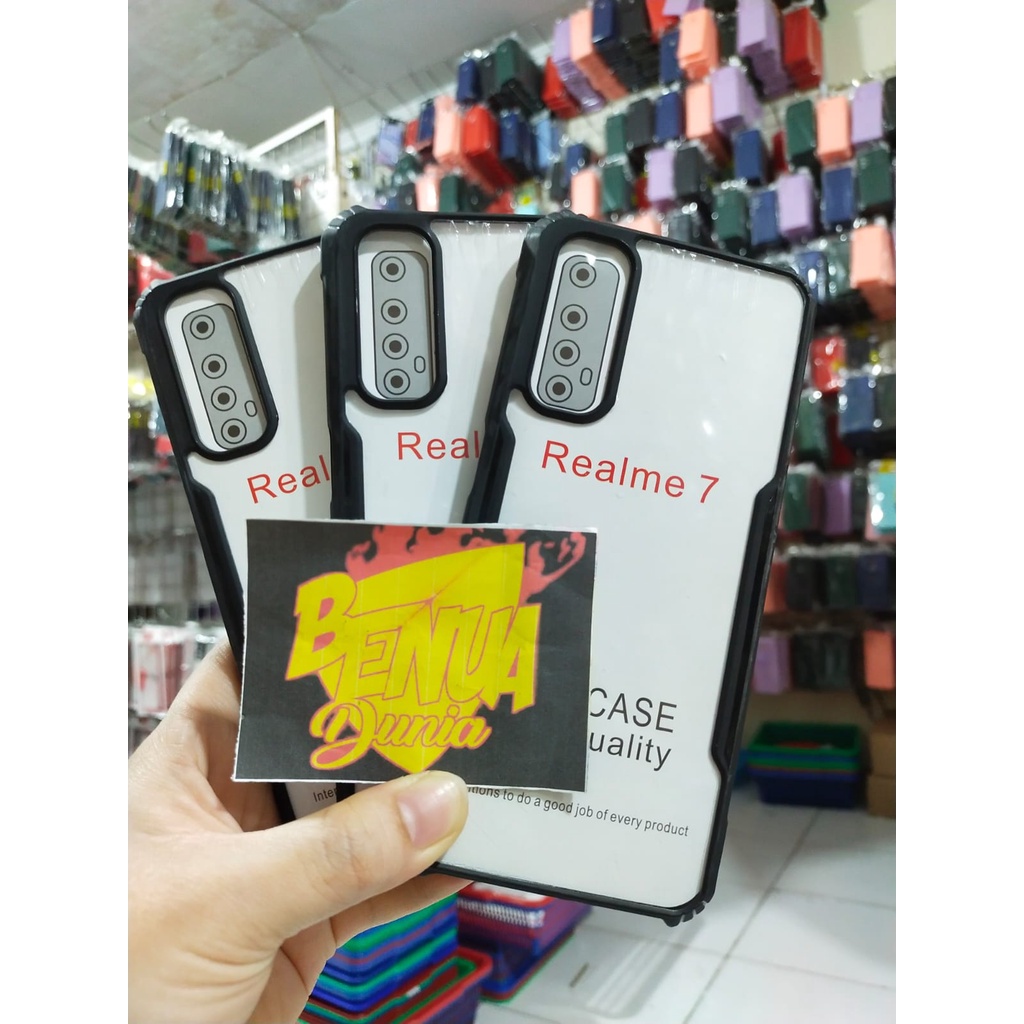 Real
Real
Realme 7
BENUA
Dunia
CASE
uality
Inte
tions to do a good job of every product